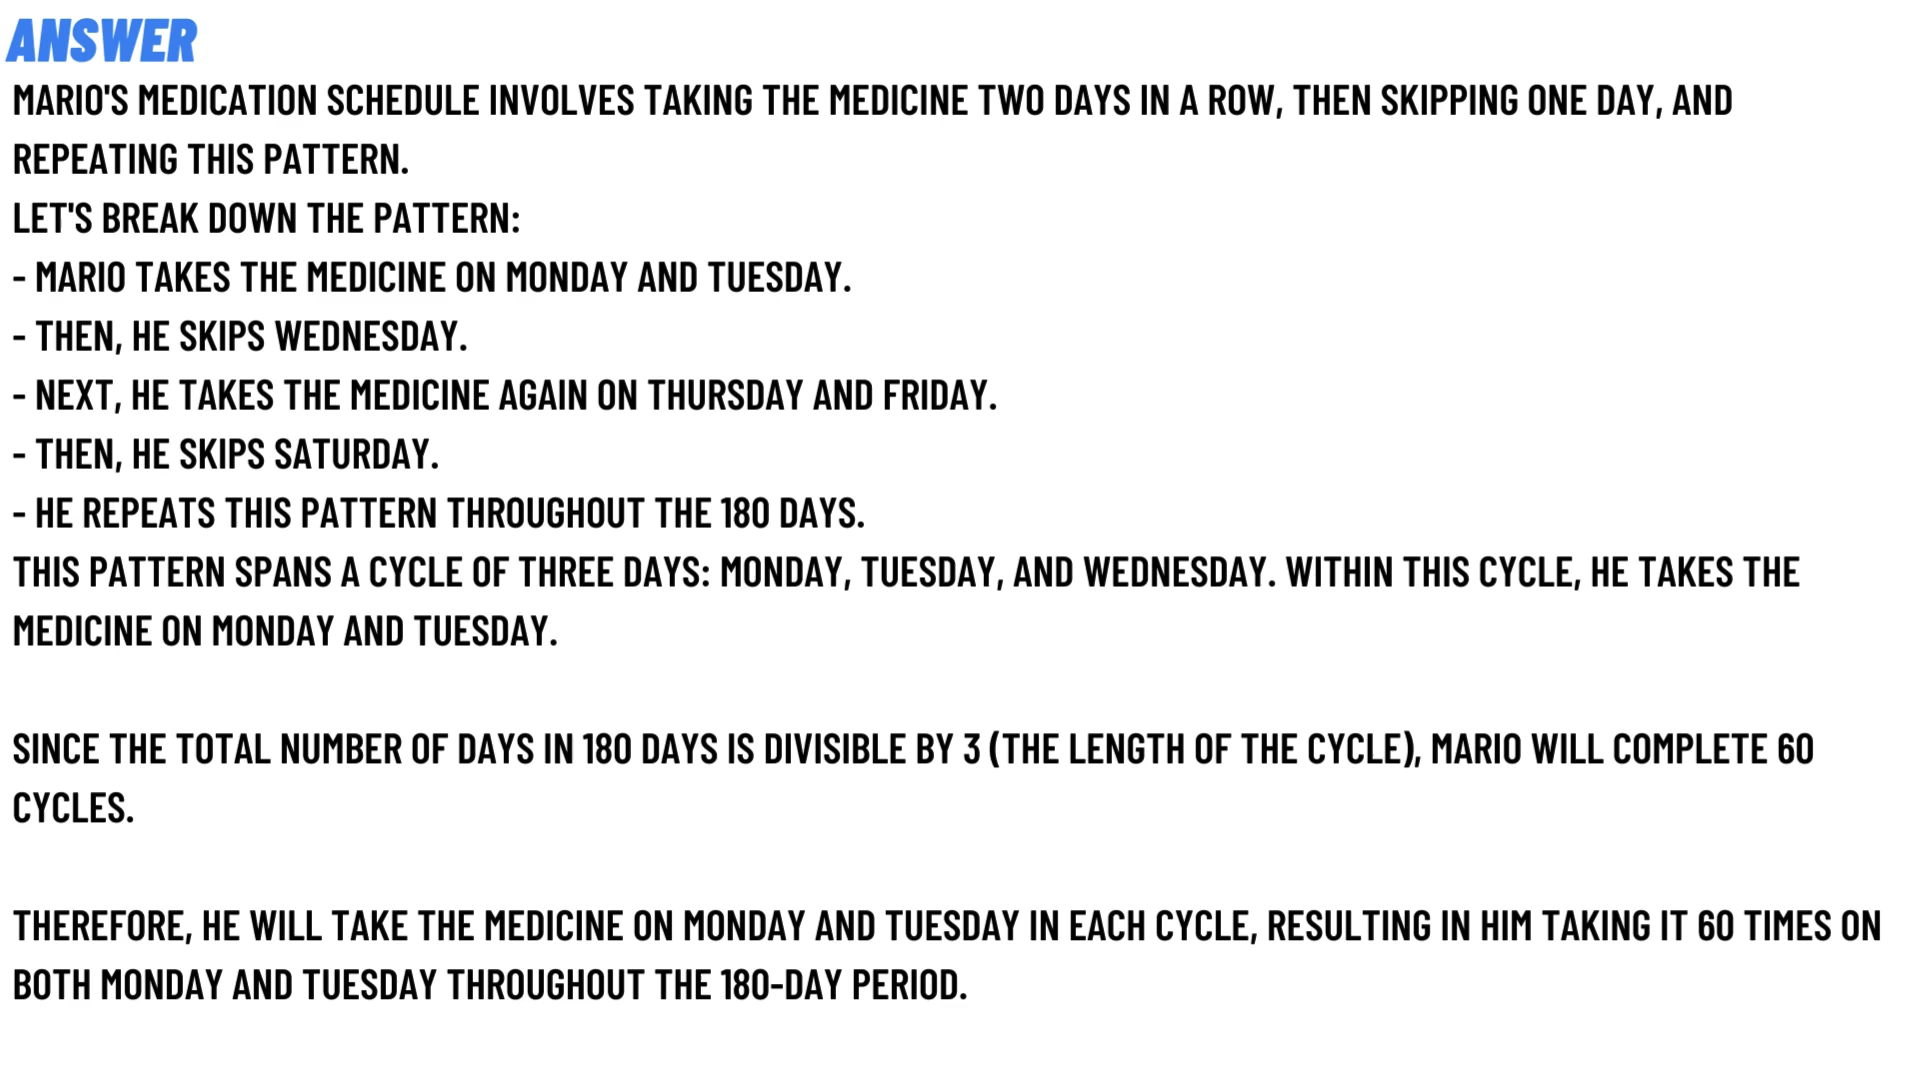 ANSWER
MARIO'S MEDICATION SCHEDULE INVOLVES TAKING THE MEDICINE TWO DAYS IN A ROW, THEN SKIPPING ONE DAY, AND
REPEATING THIS PATTERN.
LET'S BREAK DOWN THE PATTERN:
- MARIO TAKES THE MEDICINE ON MONDAY AND TUESDAY.
- THEN, HE SKIPS WEDNESDAY.
- NEXT, HE TAKES THE MEDICINE AGAIN ON THURSDAY AND FRIDAY.
- THEN, HE SKIPS SATURDAY.
- HE REPEATS THIS PATTERN THROUGHOUT THE 180 DAYS.
THIS PATTERN SPANS A CYCLE OF THREE DAYS: MONDAY, TUESDAY, AND WEDNESDAY. WITHIN THIS CYCLE, HE TAKES THE
MEDICINE ON MONDAY AND TUESDAY.
SINCE THE TOTAL NUMBER OF DAYS IN 180 DAYS IS DIVISIBLE BY 3 (THE LENGTH OF THE CYCLE), MARIO WILL COMPLETE 60
CYCLES.
THEREFORE, HE WILL TAKE THE MEDICINE ON MONDAY AND TUESDAY IN EACH CYCLE, RESULTING IN HIM TAKING IT 60 TIMES ON
BOTH MONDAY AND TUESDAY THROUGHOUT THE 180-DAY PERIOD.